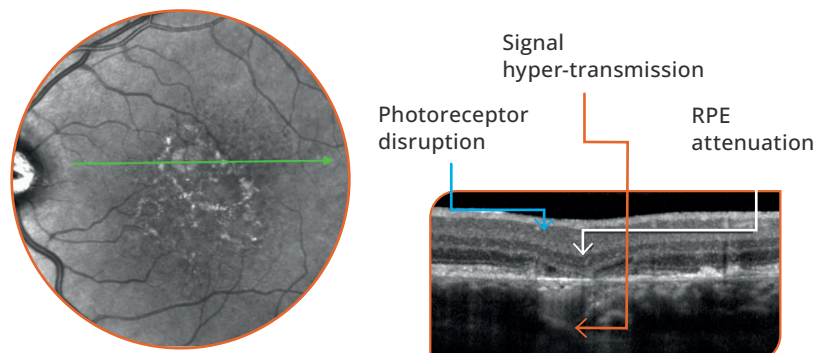 Signal
hyper-transmission
Photoreceptor
disruption
RPE
attenuation